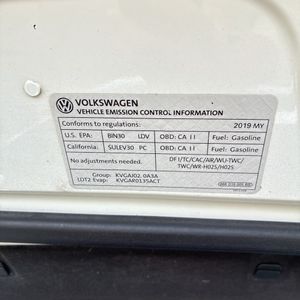 VOLKSWAGEN
VEHICLE EMISSION CONTROL INFORMATION
Conforms to regulations: 2019 MY
U.S. EPA: BIN30 LDV OBD: CA II Fuel: Gasoline
California: SULEV30 PC OBD: CA II Fuel: Gasoline
No adjustments needed. DFI/TC/CAC/AIR/WU-TWC/
TWC/WR-HO2S/HO2S
Group: KVGAJ02.0A3A
LDT2 Evap: KVGAR0135ACT